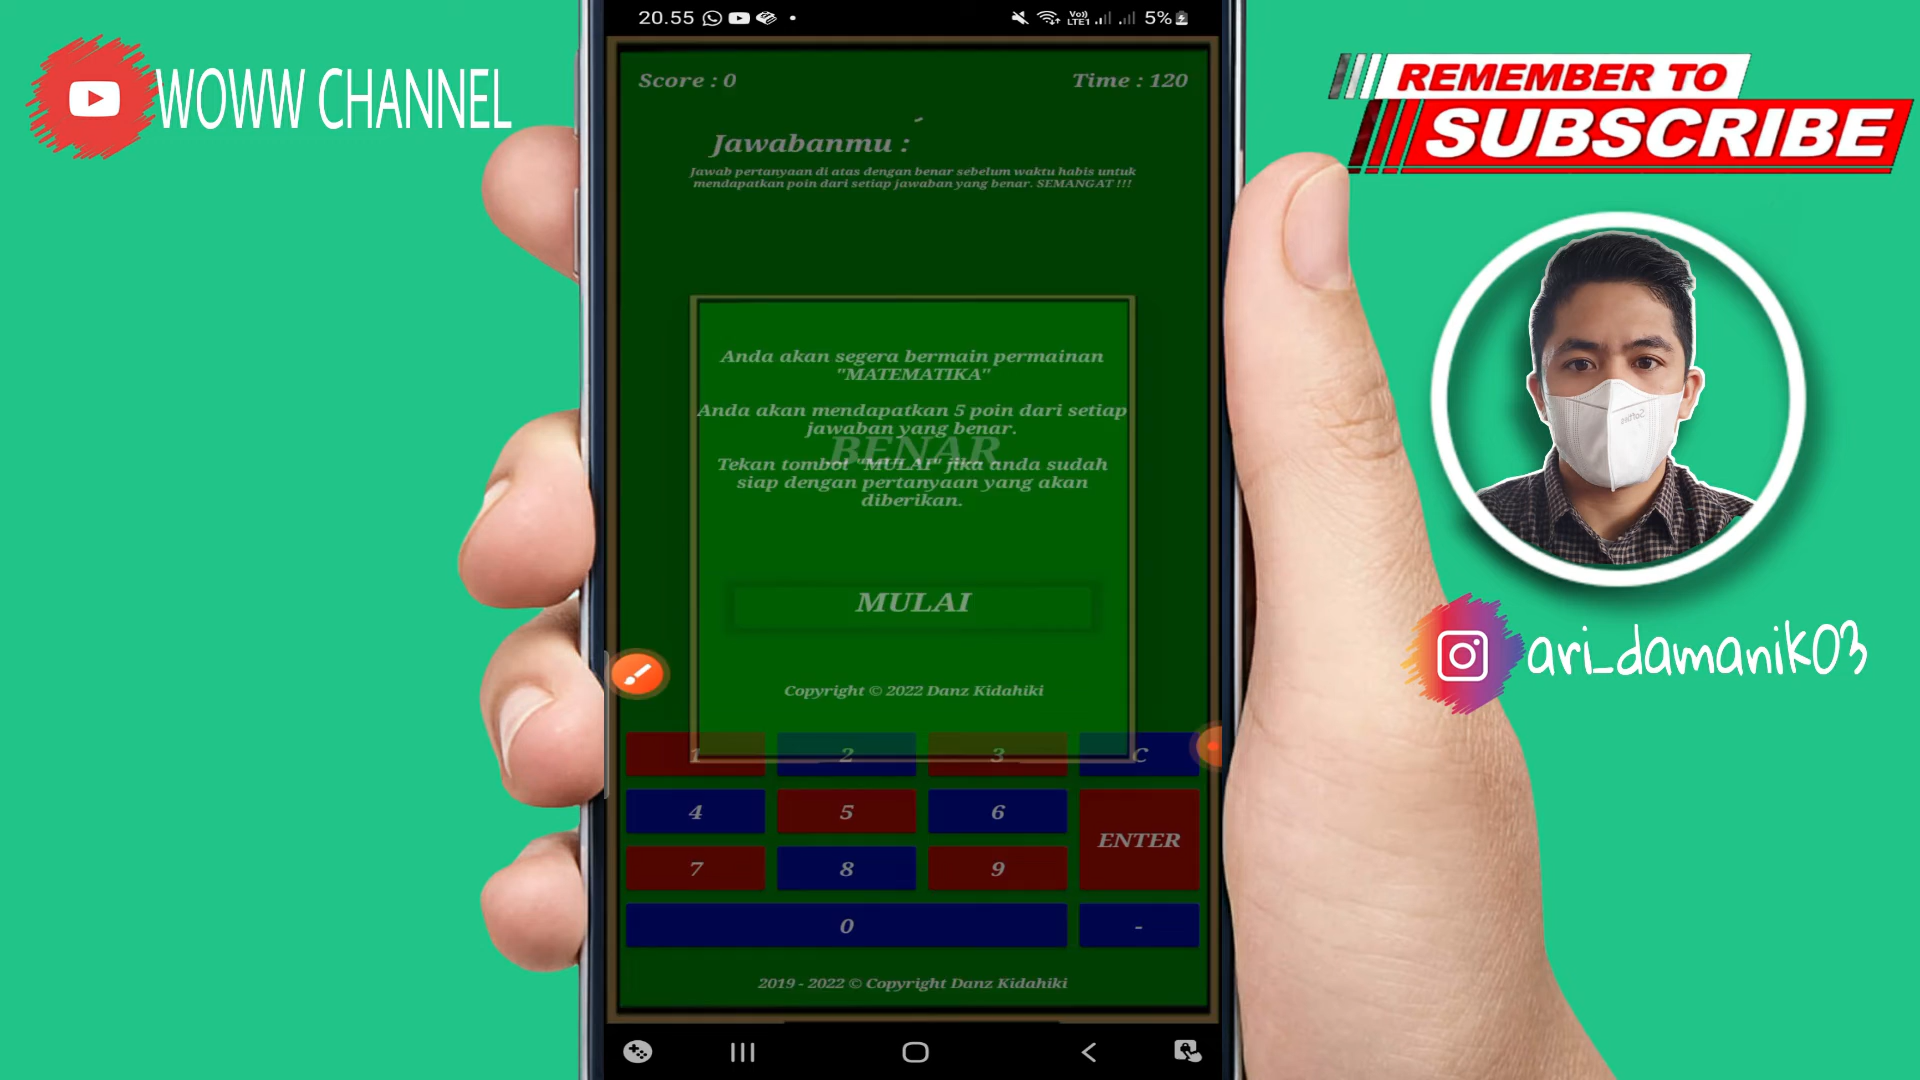 WOWW CHANNEL
20.55
VoD LTE1
5%
Score : 0
Time : 120
Jawabanmu :
Jawab pertanyaan di atas dengan benar sebelum waktu habis untuk
mendapatkan poin dari setiap jawaban yang benar. SEMANGAT !!!
Anda akan segera bermain permainan
"MATEMATIKA"
Anda akan mendapatkan 5 poin dari setiap
jawaban yang benar.
BENAR
Tekan tombol "MULAI" jika anda sudah
siap dengan pertanyaan yang akan
diberikan.
MULAI
Copyright © 2022 Danz Kidahiki
1 2 3 C
4 5 6
ENTER
7 8 9
0 -
2019 - 2022 © Copyright Danz Kidahiki
REMEMBER TO
SUBSCRIBE
ari_damanik03